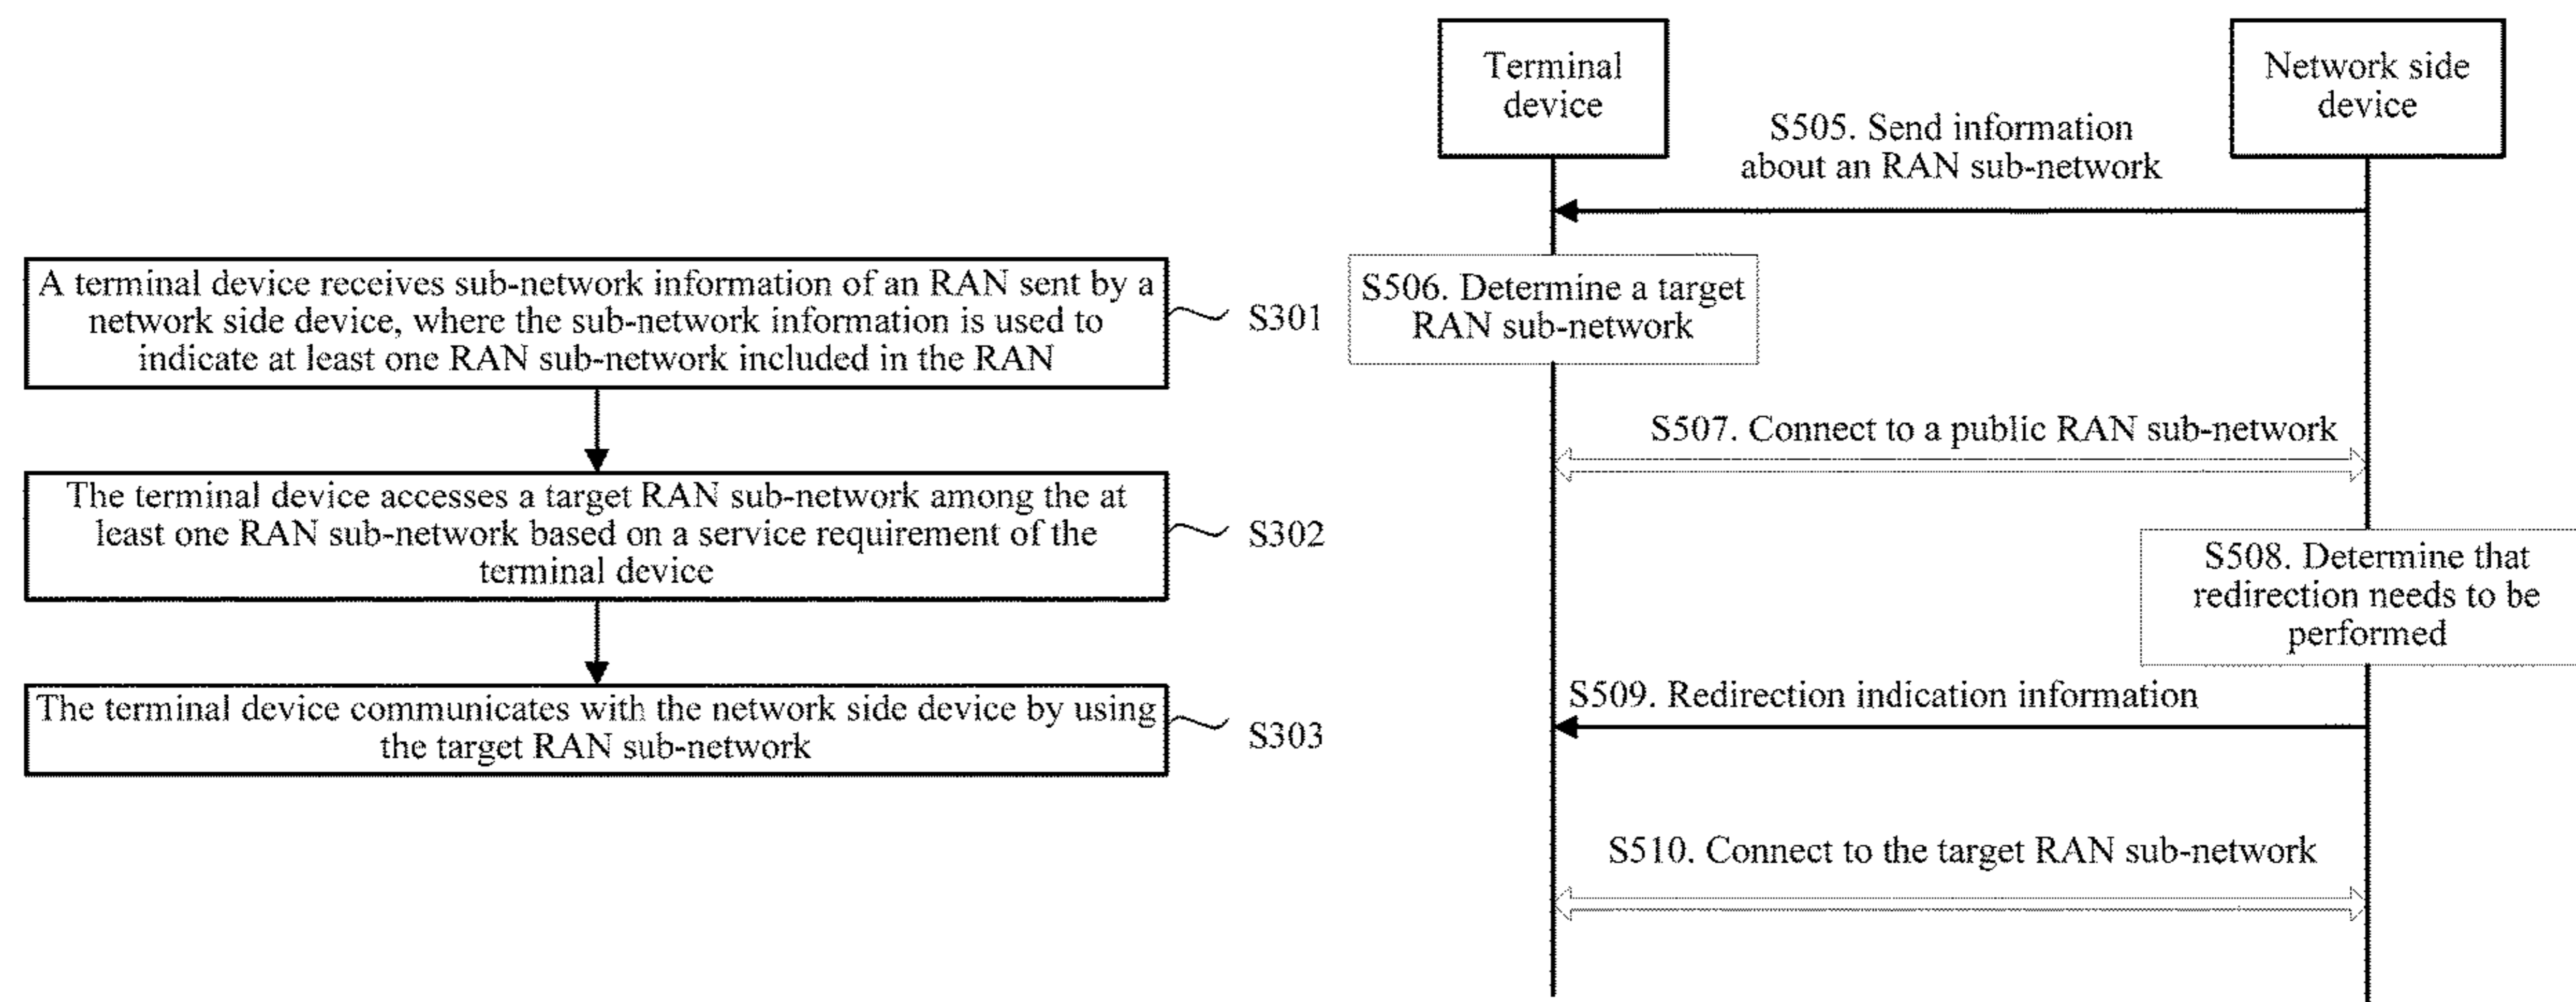 A terminal device receives sub-network information of an RAN sent by a
network side device, where the sub-network information is used to
indicate at least one RAN sub-network included in the RAN
S301
The terminal device accesses a target RAN sub-network among the at
least one RAN sub-network based on a service requirement of the
terminal device
S302
The terminal device communicates with the network side device by using
the target RAN sub-network
S303
Terminal
device
Network side
device
S505. Send information
about an RAN sub-network
S506. Determine a target
RAN sub-network
S507. Connect to a public RAN sub-network
S508. Determine that
redirection needs to be
performed
S509. Redirection indication information
S510. Connect to the target RAN sub-network